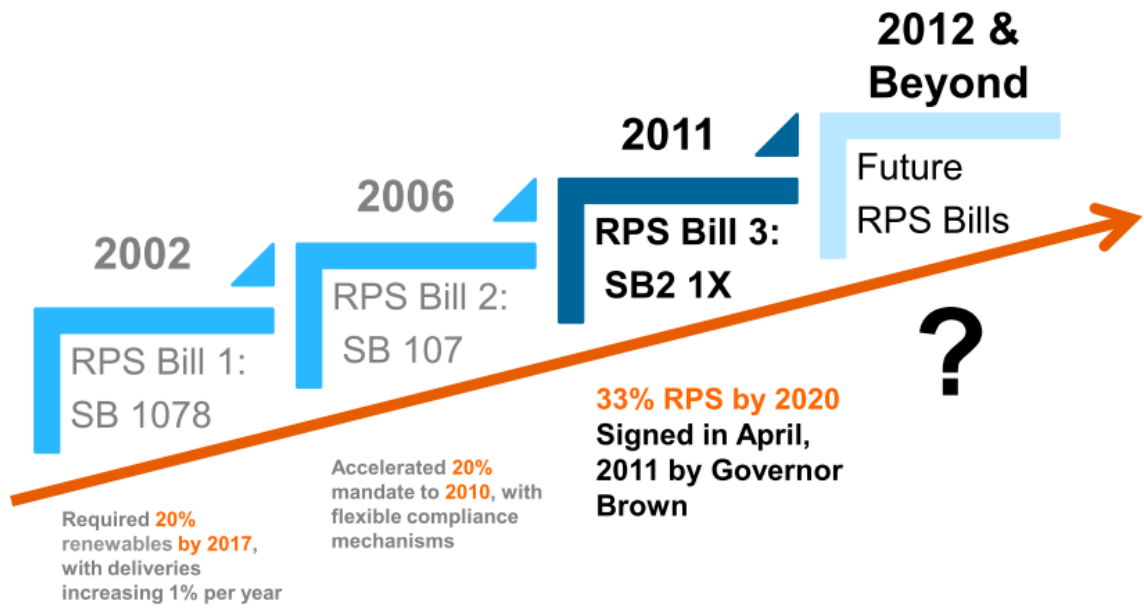 2002
RPS Bill 1:
SB 1078
Required 20%
renewables by 2017,
with deliveries
increasing 1% per year
2006
RPS Bill 2:
SB 107
Accelerated 20%
mandate to 2010, with
flexible compliance
mechanisms
2011
RPS Bill 3:
SB2 1X
33% RPS by 2020
Signed in April,
2011 by Governor
Brown
2012 &
Beyond
Future
RPS Bills
?